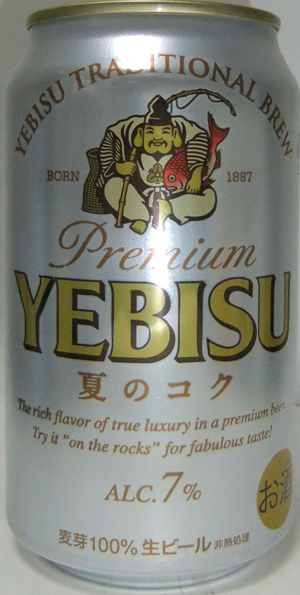 YEBISU TRADITIONAL BREW
BORN 1887
Premium
YEBISU
夏のコク
The rich flavor of true luxury in a premium beer.
Try it "on the rocks" for fabulous taste!
ALC.7%
お酒
麦芽100%生ビール 非熱処理